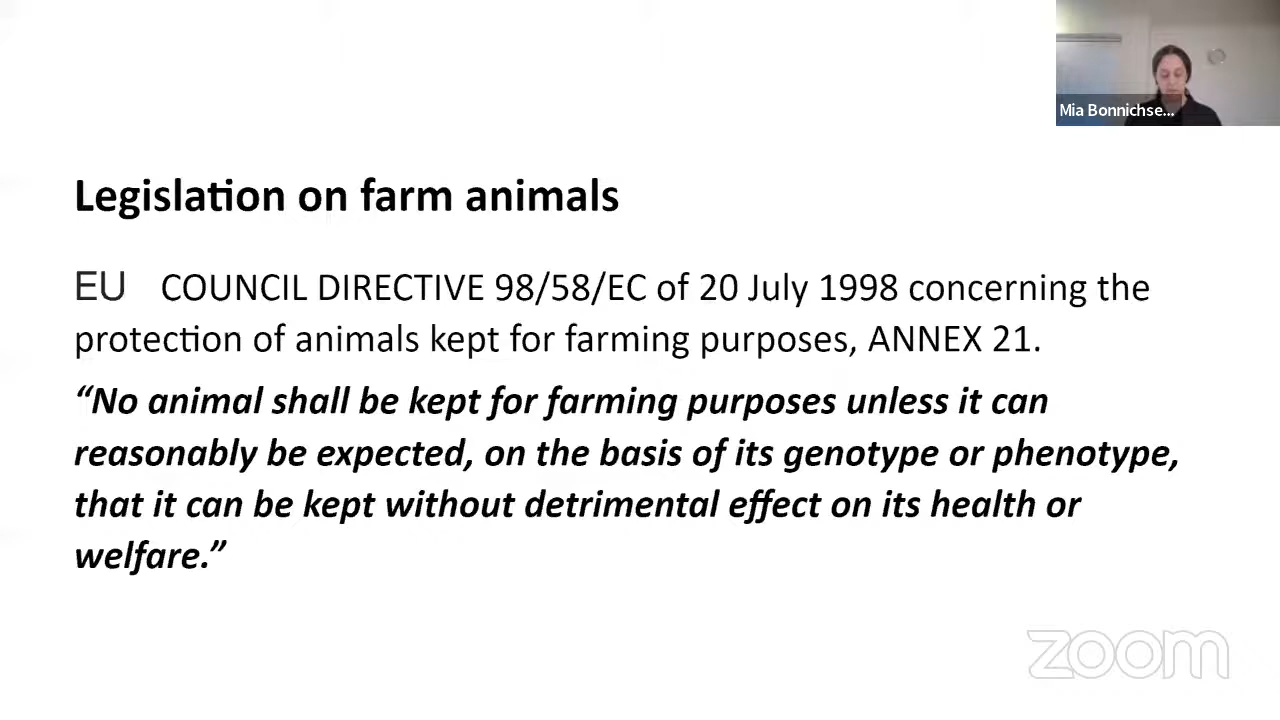 Mia Bonnichse...
Legislation on farm animals
EU COUNCIL DIRECTIVE 98/58/EC of 20 July 1998 concerning the
protection of animals kept for farming purposes, ANNEX 21.
“No animal shall be kept for farming purposes unless it can
reasonably be expected, on the basis of its genotype or phenotype,
that it can be kept without detrimental effect on its health or
welfare.”
zoom